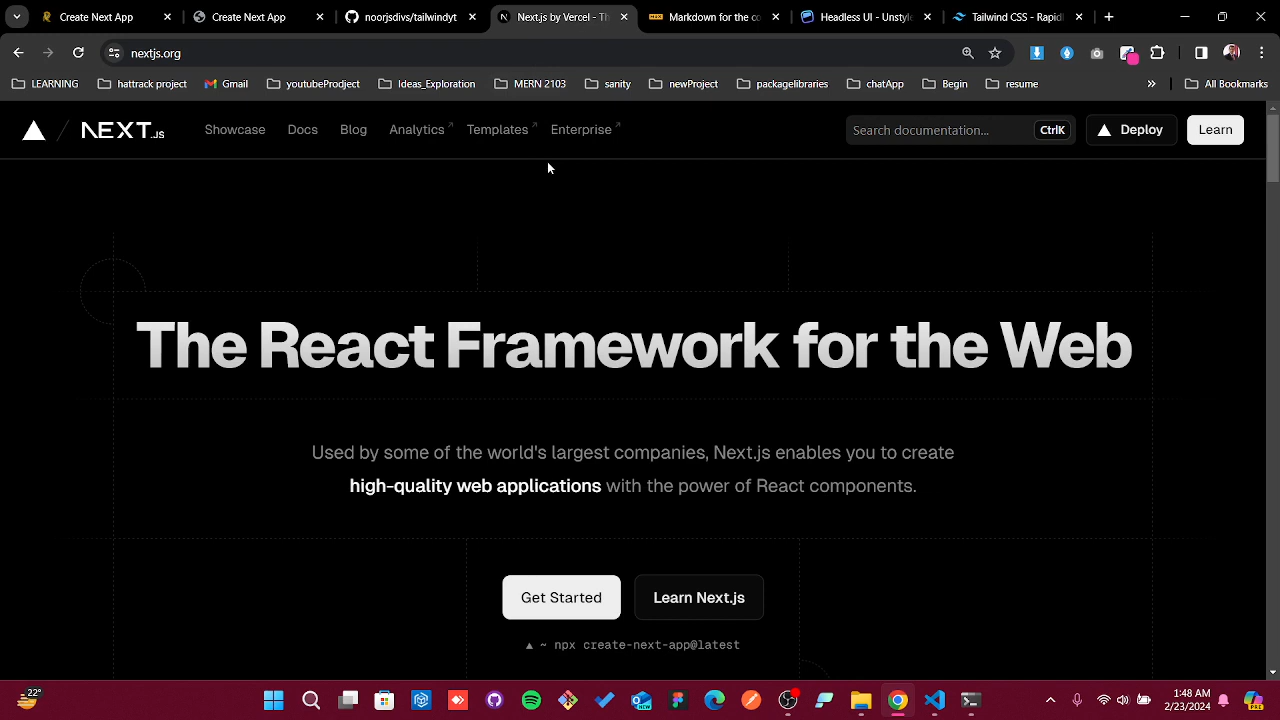 Create Next App
Create Next App
noorjsdivs/tailwindyt
Next.js by Vercel - Th
MDX
Markdown for the co
Headless UI - Unstyle
Tailwind CSS - Rapidl
nextjs.org
LEARNING
hattrack project
Gmail
youtubeProdject
Ideas_Exploration
MERN 2103
sanity
newProject
packagelibraries
chatApp
Begin
resume
»
All Bookmarks
NEXT.JS
Showcase
Docs
Blog
Analytics
Templates
Enterprise
Search documentation...
CtrlK
Deploy
Learn
The React Framework for the Web
Used by some of the world's largest companies, Next.js enables you to create
high-quality web applications with the power of React components.
Get Started
Learn Next.js
▲ ~ npx create-next-app@latest
22°
1:48 AM
2/23/2024